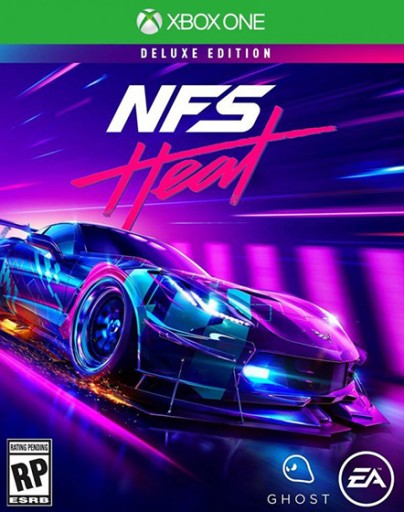 XBOX ONE
DELUXE EDITION
NFS
Heat
RATING PENDING
RP
ESRB
GHOST
EA